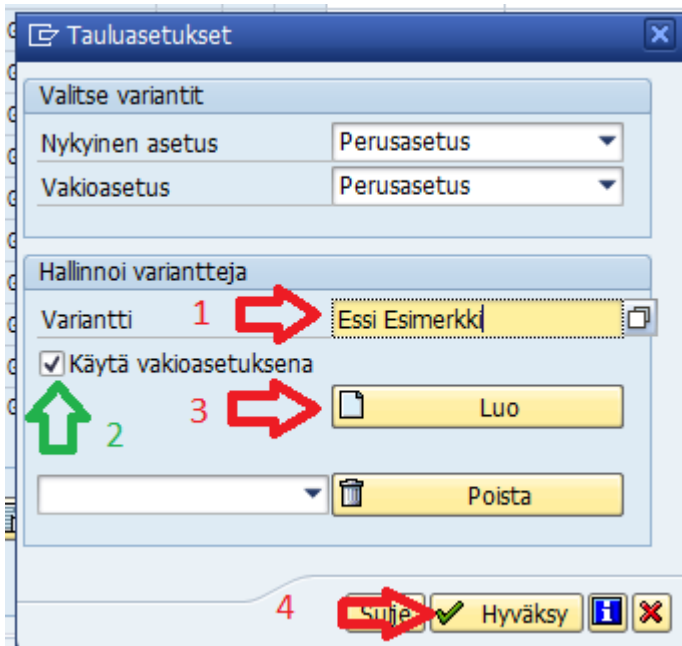 Tauluasetukset
Valitse variantit
Nykyinen asetus Perusasetus
Vakioasetus Perusasetus
Hallinnoi variantteja
Variantti 1 Essi Esimerkki
Käytä vakioasetuksena
2 3 Luo
Poista
4 Sulje Hyväksy